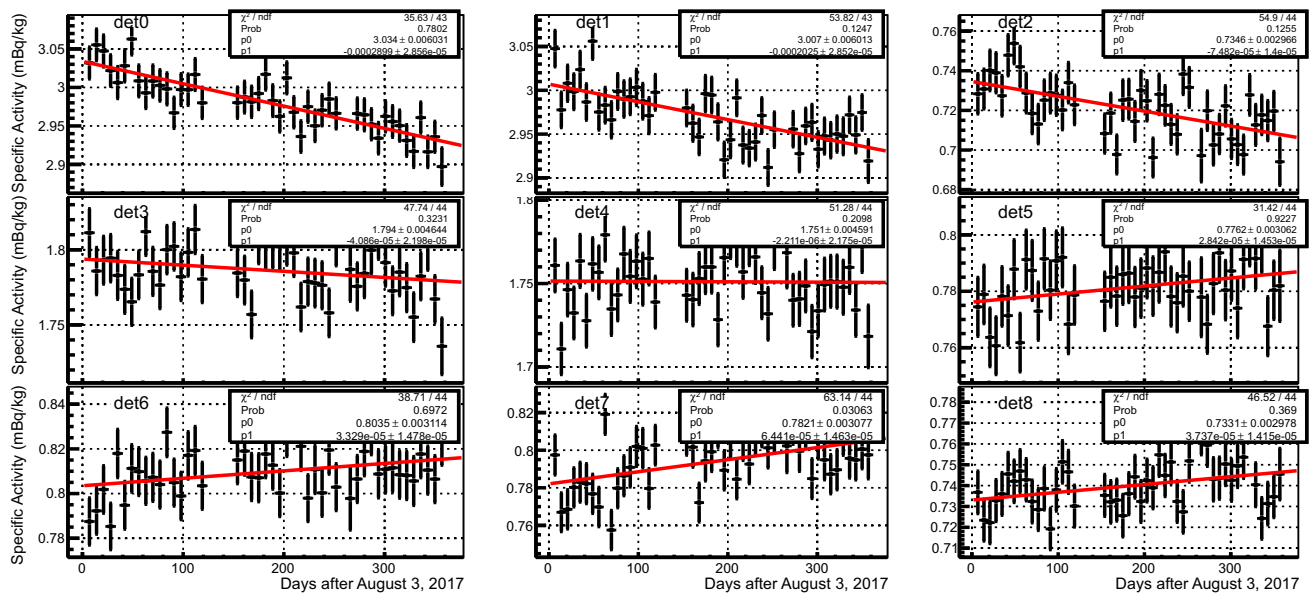 det0
χ² / ndf 35.63 / 43
Prob 0.7802
p0 3.034 ± 0.006031
p1 -0.0002899 ± 2.856e-05
3.05
3
2.95
2.9
Specific Activity (mBq/kg)
det1
χ² / ndf 53.82 / 43
Prob 0.1247
p0 3.007 ± 0.006013
p1 -0.0002025 ± 2.852e-05
3.05
3
2.95
2.9
det2
χ² / ndf 54.9 / 44
Prob 0.1255
p0 0.7346 ± 0.002966
p1 -7.482e-05 ± 1.4e-05
0.76
0.74
0.72
0.7
0.68
det3
χ² / ndf 47.74 / 44
Prob 0.3231
p0 1.794 ± 0.004644
p1 -4.086e-05 ± 2.198e-05
1.8
1.75
Specific Activity (mBq/kg)
det4
χ² / ndf 51.28 / 44
Prob 0.2098
p0 1.751 ± 0.004591
p1 -2.211e-06 ± 2.175e-05
1.8
1.75
1.7
det5
χ² / ndf 31.42 / 44
Prob 0.9227
p0 0.7762 ± 0.003062
p1 2.842e-05 ± 1.453e-05
0.8
0.78
0.76
det6
χ² / ndf 38.71 / 44
Prob 0.6972
p0 0.8035 ± 0.003114
p1 3.329e-05 ± 1.478e-05
0.84
0.82
0.8
0.78
Specific Activity (mBq/kg)
0 100 200 300
Days after August 3, 2017
det7
χ² / ndf 63.14 / 44
Prob 0.03063
p0 0.7821 ± 0.003077
p1 6.441e-05 ± 1.463e-05
0.82
0.8
0.78
0.76
0 100 200 300
Days after August 3, 2017
det8
χ² / ndf 46.52 / 44
Prob 0.369
p0 0.7331 ± 0.002978
p1 3.737e-05 ± 1.415e-05
0.78
0.77
0.76
0.75
0.74
0.73
0.72
0.71
0 100 200 300
Days after August 3, 2017